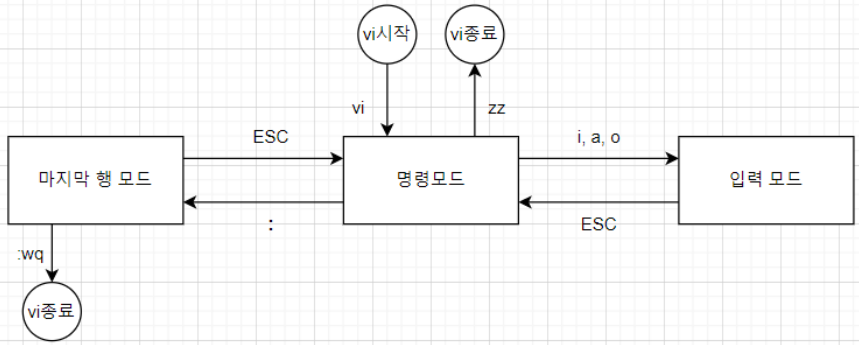 vi시작
vi종료
vi
zz
ESC
i, a, o
마지막 행 모드
명령모드
입력 모드
:
ESC
:wq
vi종료